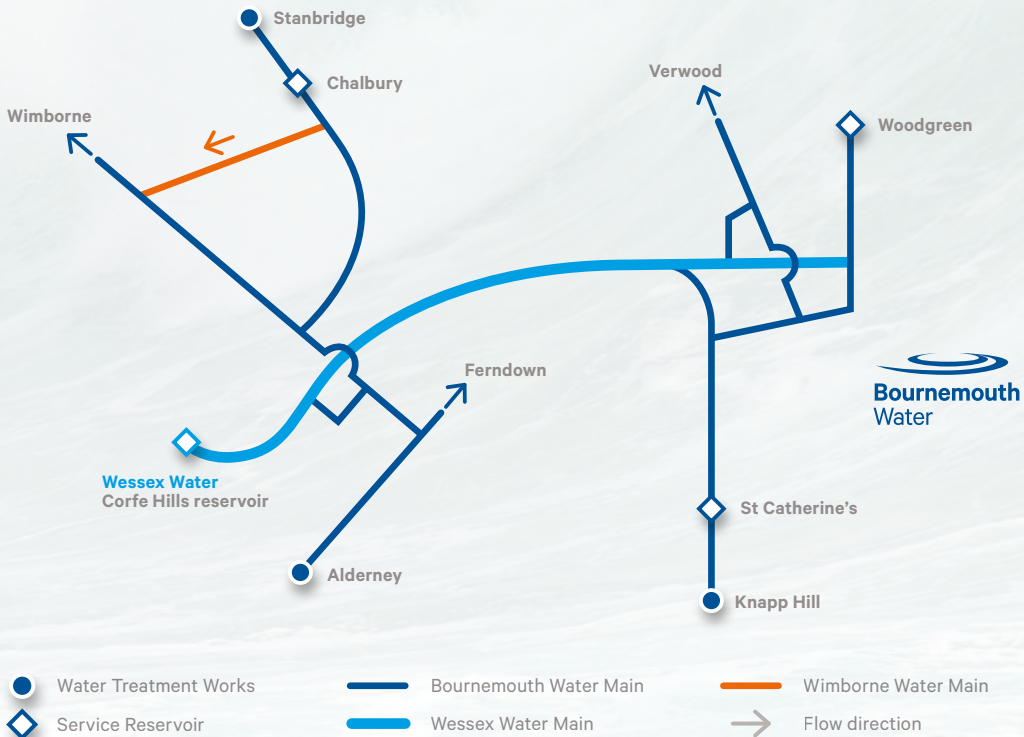 Stanbridge
Chalbury
Verwood
Wimborne
Woodgreen
Ferndown
Bournemouth
Water
Wessex Water
Corfe Hills reservoir
St Catherine’s
Alderney
Knapp Hill
Water Treatment Works
Bournemouth Water Main
Wimborne Water Main
Service Reservoir
Wessex Water Main
Flow direction